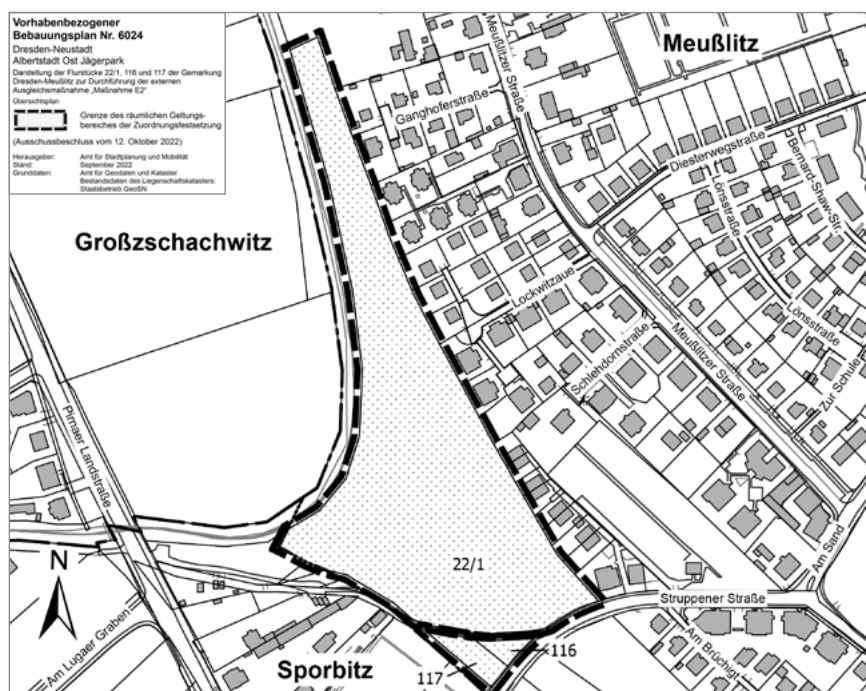 Vorhabenbezogener
Bebauungsplan Nr. 6024
Dresden-Neustadt
Albertstadt Ost Jägerpark
Darstellung der Flurstücke 22/1, 116 und 117 der Gemarkung
Dresden-Meußlitz zur Durchführung der externen
Ausgleichsmaßnahme „Maßnahme E2“
Übersichtsplan
Grenze des räumlichen Geltungs-
bereiches der Zuordnungsfestsetzung
(Ausschussbeschluss vom 12. Oktober 2022)
Herausgeber: Amt für Stadtplanung und Mobilität
Stand: September 2022
Grunddaten: Amt für Geodaten und Kataster
Bestandsdaten des Liegenschaftskatasters:
Staatsbetrieb GeoSN
Meußlitz
Meußlitzer Straße
Ganghoferstraße
Diesterwegstraße
Bernard-Shaw-Str.
Lönsstraße
Großzschachwitz
Lockwitzaue
Lönsstraße
Schlehdornstraße
Meußlitzer Straße
Zur Schule
Pirnaer Landstraße
N
22/1
Am Sand
Struppener Straße
Am Lugaer Graben
Am Brüchigt
116
117
Sporbitz